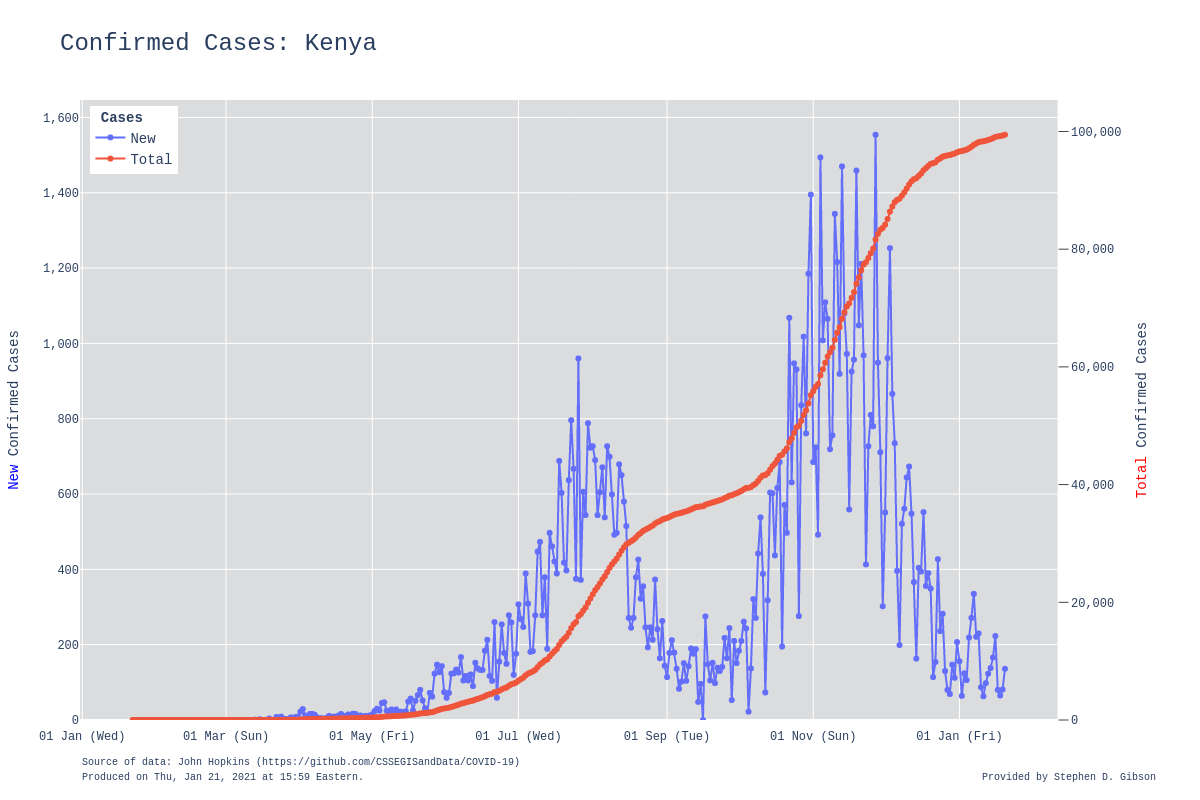 Confirmed Cases: Kenya
Cases
New
Total
1,600
1,400
1,200
1,000
800
600
400
200
0
100,000
80,000
60,000
40,000
20,000
0
New Confirmed Cases
Total Confirmed Cases
01 Jan (Wed) 01 Mar (Sun) 01 May (Fri) 01 Jul (Wed) 01 Sep (Tue) 01 Nov (Sun) 01 Jan (Fri)
Source of data: John Hopkins (https://github.com/CSSEGISandData/COVID-19)
Produced on Thu, Jan 21, 2021 at 15:59 Eastern.
Provided by Stephen D. Gibson